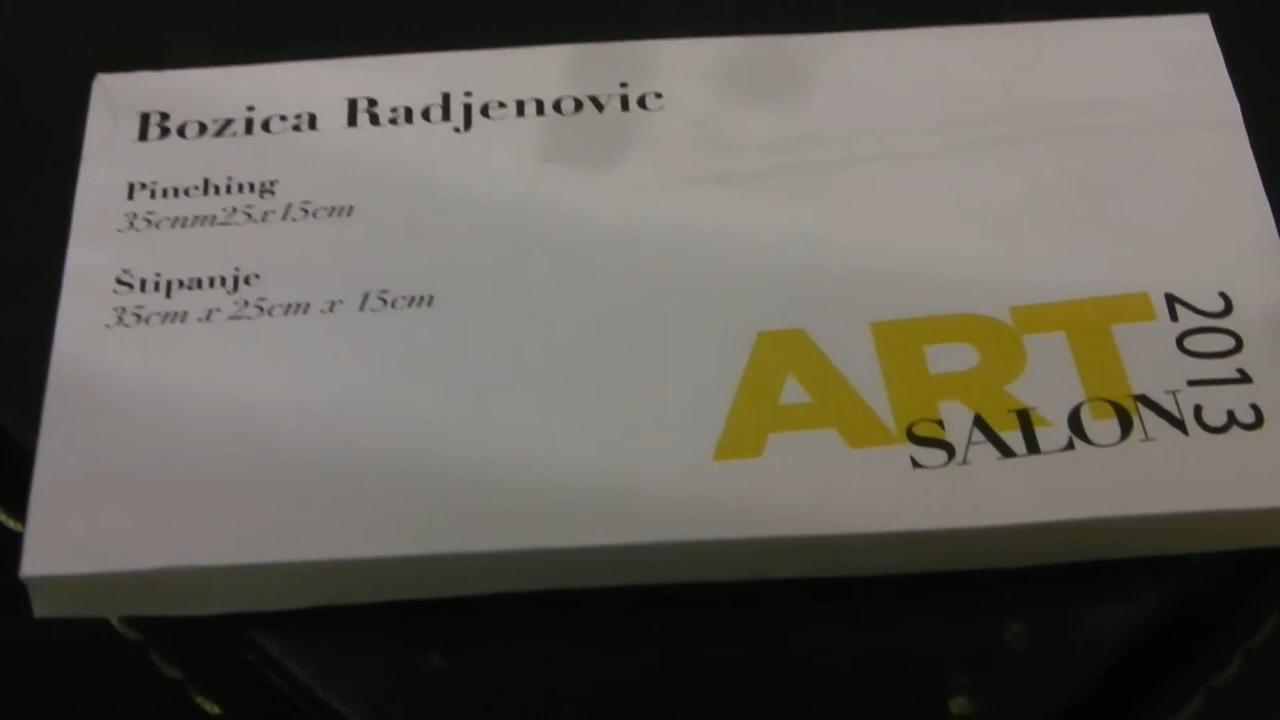 Bozica Radjenovic
Pinching
35cnm25x15cm
Štipanje
35cm x 25cm x 15cm
ART
SALON
2013